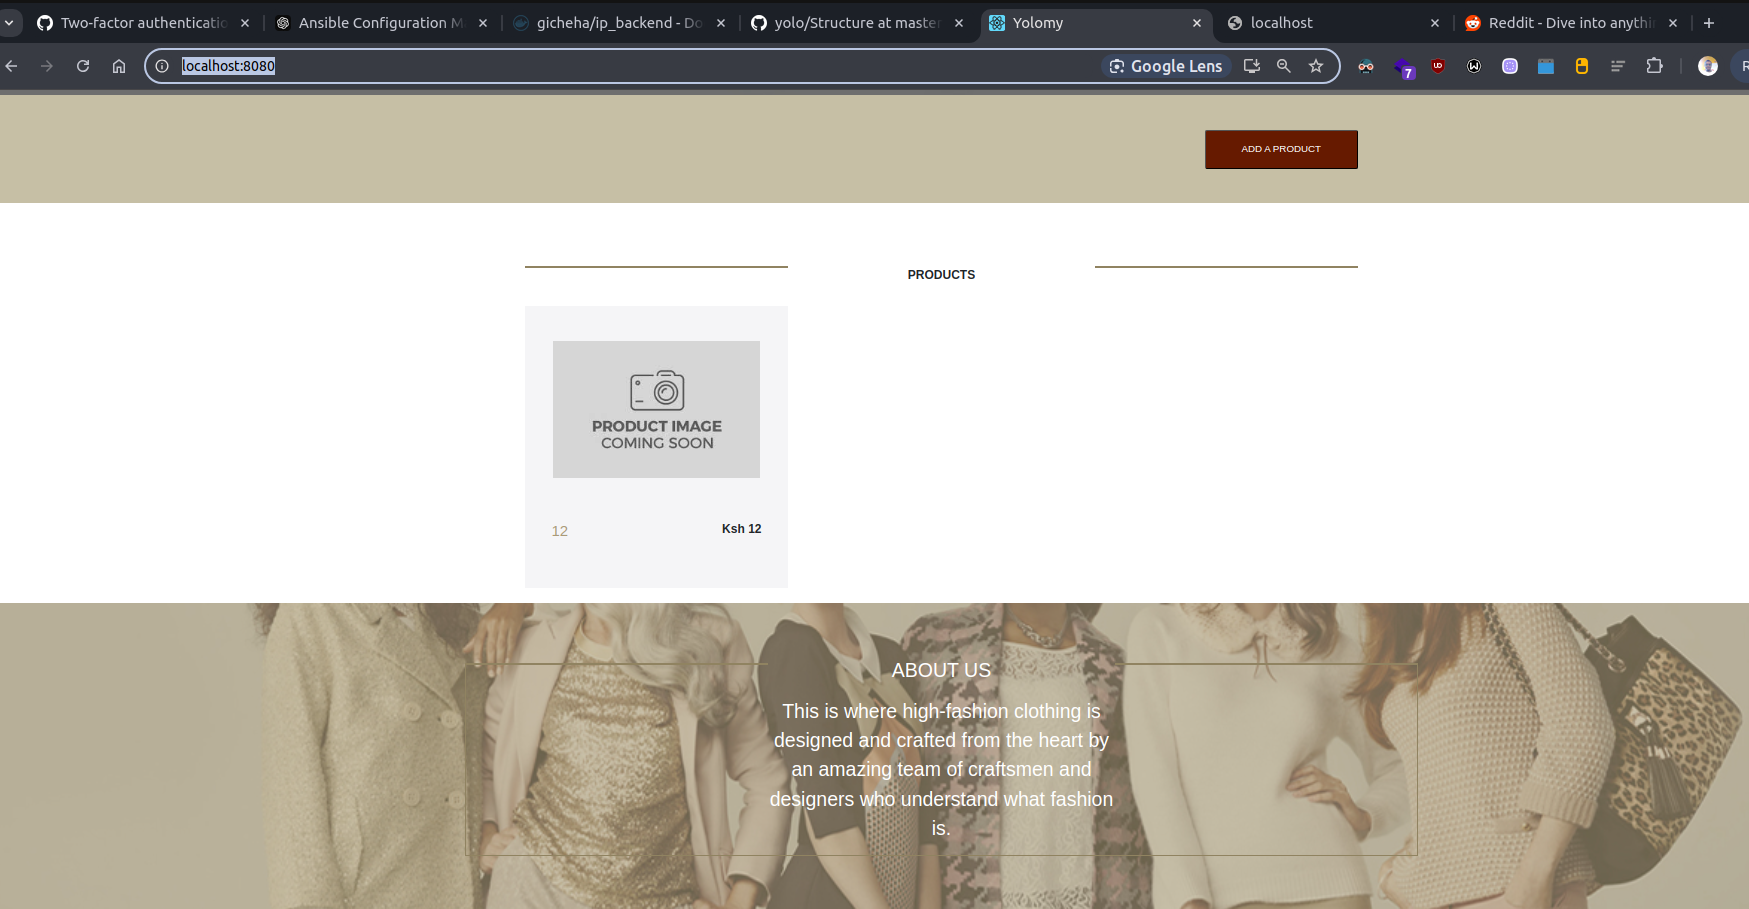 Two-factor authenticatio
Ansible Configuration M
gicheha/ip_backend - Do
yolo/Structure at master
Yolomy
localhost
Reddit - Dive into anythi
localhost:8080
Google Lens
7
ADD A PRODUCT
PRODUCTS
PRODUCT IMAGE
COMING SOON
12
Ksh 12
ABOUT US
This is where high-fashion clothing is
designed and crafted from the heart by
an amazing team of craftsmen and
designers who understand what fashion
is.